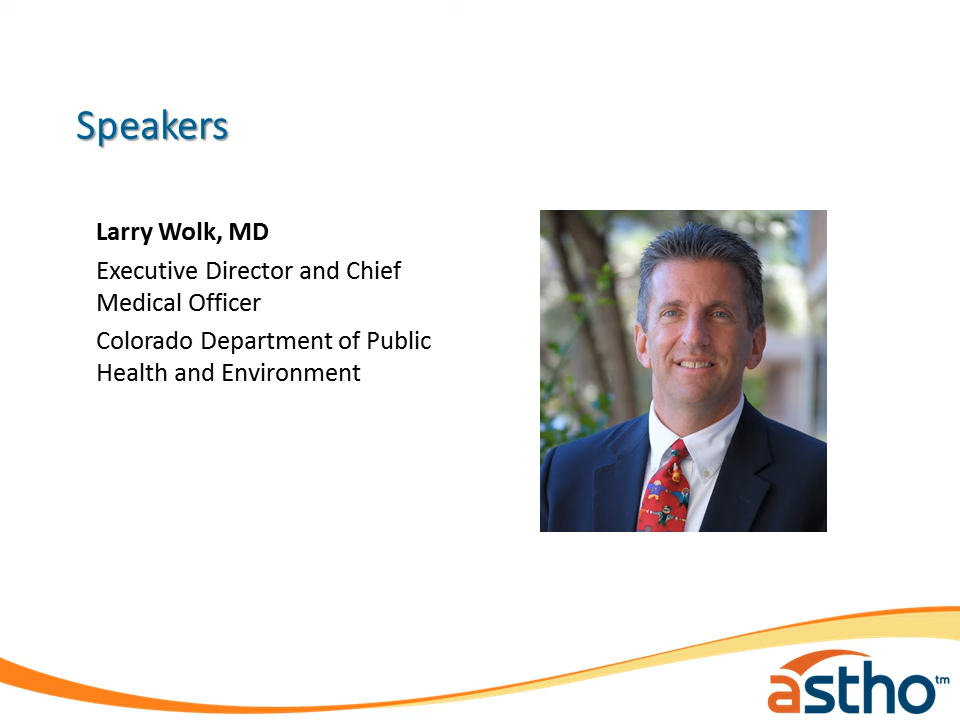 Speakers
Larry Wolk, MD
Executive Director and Chief
Medical Officer
Colorado Department of Public
Health and Environment
astho™